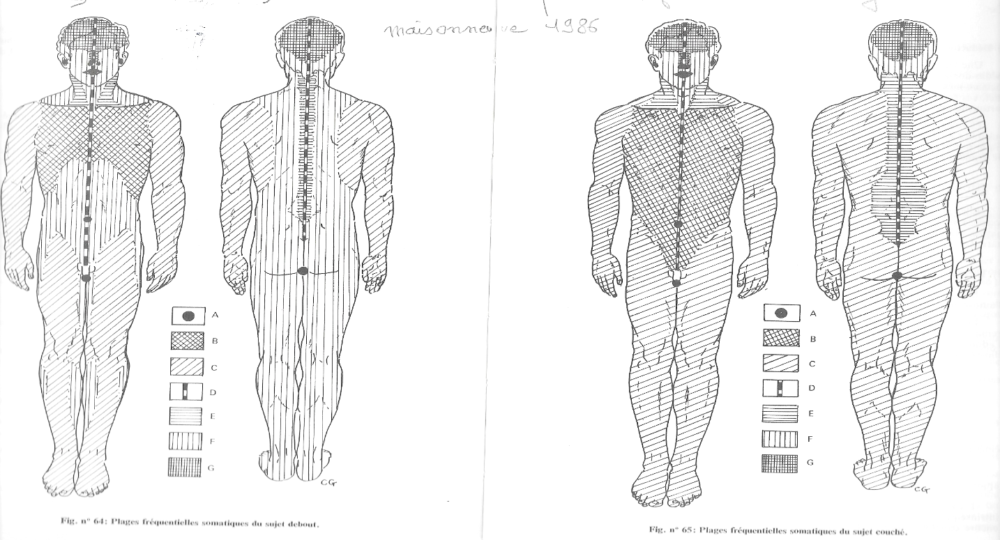 maisonneuve 1986
A
B
C
D
E
F
G
CG
Fig. n° 64: Plages fréquentielles somatiques du sujet debout.
A
B
C
D
E
F
G
CG
Fig. n° 65: Plages fréquentielles somatiques du sujet couché.